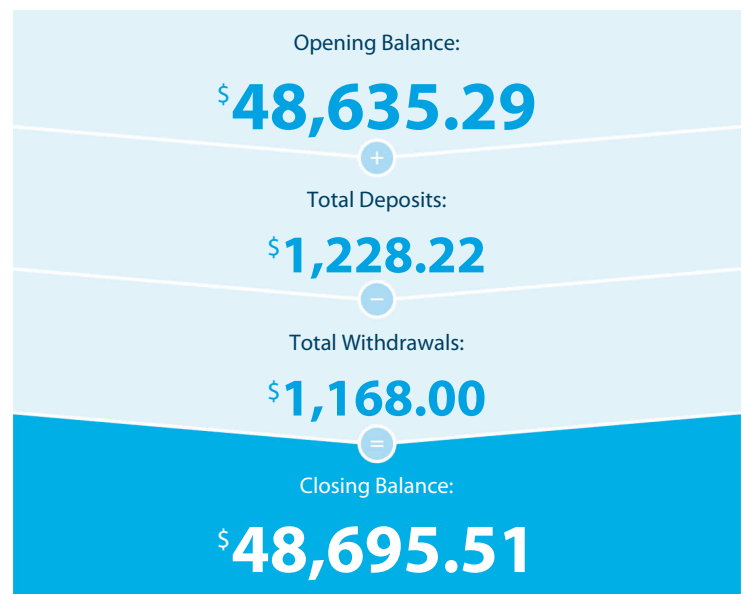 Opening Balance:
$48,635.29
+
Total Deposits:
$1,228.22
−
Total Withdrawals:
$1,168.00
=
Closing Balance:
$48,695.51